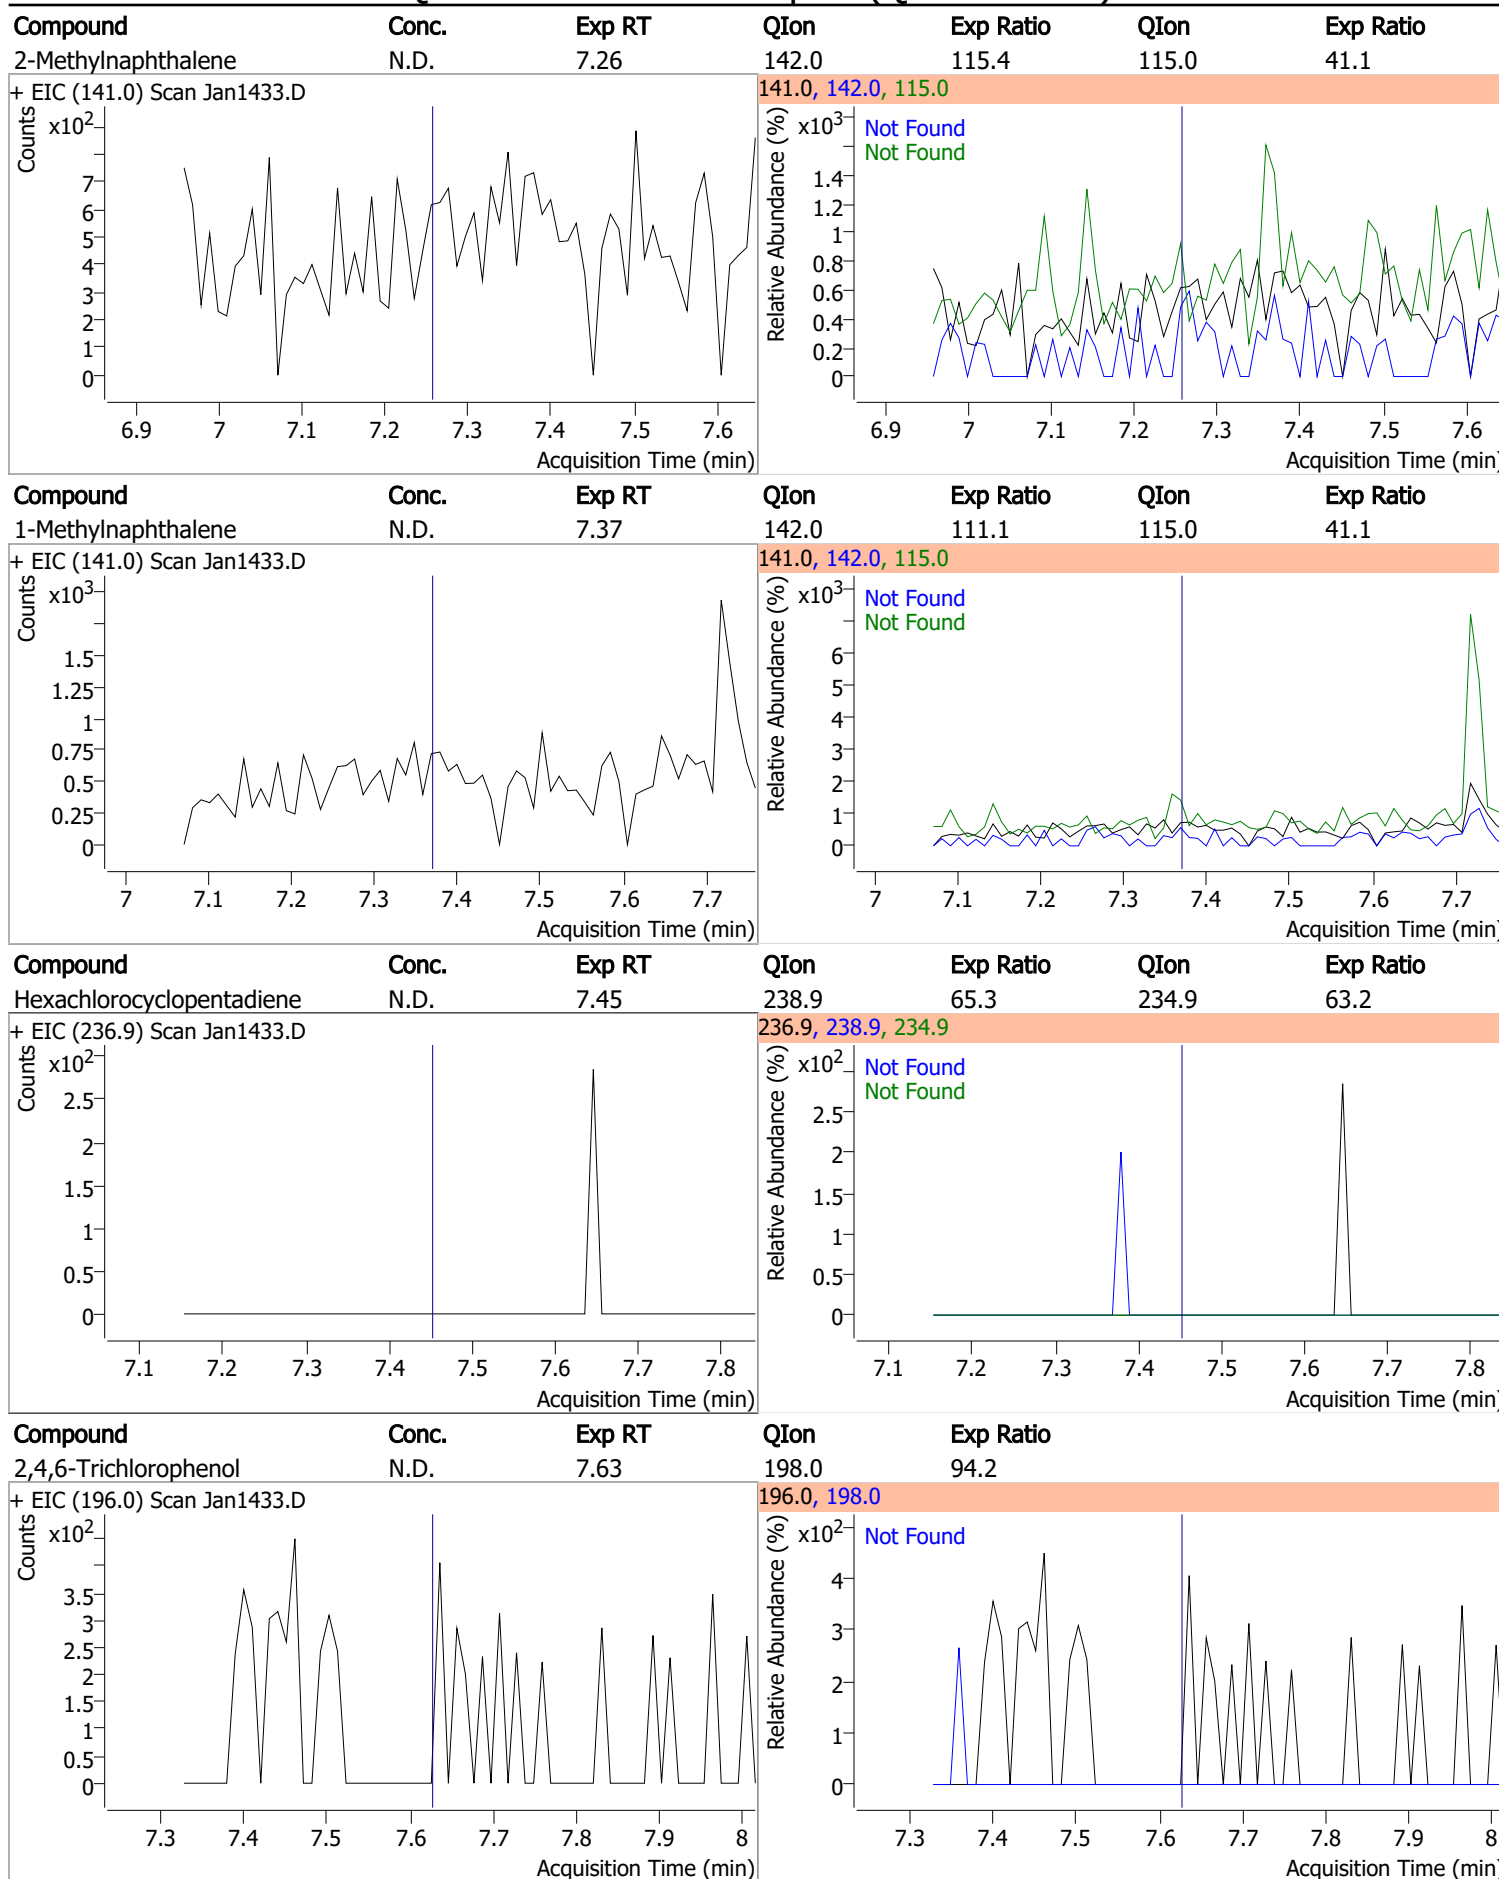 Compound Conc. Exp RT QIon Exp Ratio QIon Exp Ratio
2-Methylnaphthalene N.D. 7.26 142.0 115.4 115.0 41.1
+ EIC (141.0) Scan Jan1433.D
Counts
x10²
7
6
5
4
3
2
1
0
6.9 7 7.1 7.2 7.3 7.4 7.5 7.6
Acquisition Time (min)
141.0, 142.0, 115.0
Relative Abundance (%)
x10³
Not Found
Not Found
1.4
1.2
1
0.8
0.6
0.4
0.2
0
6.9 7 7.1 7.2 7.3 7.4 7.5 7.6
Acquisition Time (min)
Compound Conc. Exp RT QIon Exp Ratio QIon Exp Ratio
1-Methylnaphthalene N.D. 7.37 142.0 111.1 115.0 41.1
+ EIC (141.0) Scan Jan1433.D
Counts
x10³
1.5
1.25
1
0.75
0.5
0.25
0
7 7.1 7.2 7.3 7.4 7.5 7.6 7.7
Acquisition Time (min)
141.0, 142.0, 115.0
Relative Abundance (%)
x10³
Not Found
Not Found
6
5
4
3
2
1
0
7 7.1 7.2 7.3 7.4 7.5 7.6 7.7
Acquisition Time (min)
Compound Conc. Exp RT QIon Exp Ratio QIon Exp Ratio
Hexachlorocyclopentadiene N.D. 7.45 238.9 65.3 234.9 63.2
+ EIC (236.9) Scan Jan1433.D
Counts
x10²
2.5
2
1.5
1
0.5
0
7.1 7.2 7.3 7.4 7.5 7.6 7.7 7.8
Acquisition Time (min)
236.9, 238.9, 234.9
Relative Abundance (%)
x10²
Not Found
Not Found
2.5
2
1.5
1
0.5
0
7.1 7.2 7.3 7.4 7.5 7.6 7.7 7.8
Acquisition Time (min)
Compound Conc. Exp RT QIon Exp Ratio
2,4,6-Trichlorophenol N.D. 7.63 198.0 94.2
+ EIC (196.0) Scan Jan1433.D
Counts
x10²
3.5
3
2.5
2
1.5
1
0.5
0
7.3 7.4 7.5 7.6 7.7 7.8 7.9 8
Acquisition Time (min)
196.0, 198.0
Relative Abundance (%)
x10²
Not Found
4
3
2
1
0
7.3 7.4 7.5 7.6 7.7 7.8 7.9 8
Acquisition Time (min)